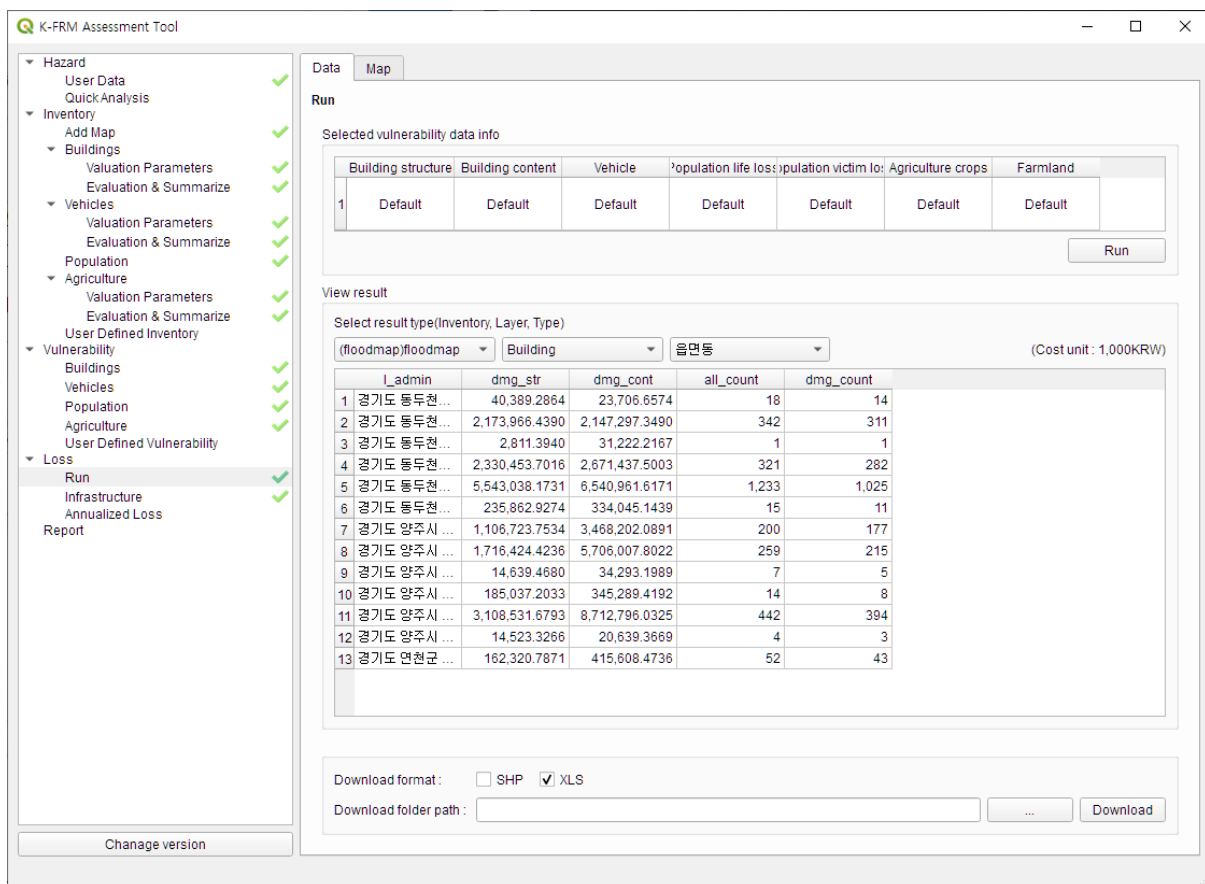 K-FRM Assessment Tool
Hazard
User Data
Quick Analysis
Inventory
Add Map
Buildings
Valuation Parameters
Evaluation & Summarize
Vehicles
Valuation Parameters
Evaluation & Summarize
Population
Agriculture
Valuation Parameters
Evaluation & Summarize
User Defined Inventory
Vulnerability
Buildings
Vehicles
Population
Agriculture
User Defined Vulnerability
Loss
Run
Infrastructure
Annualized Loss
Report
Chanage version
Data Map
Run
Selected vulnerability data info
Building structure Building content Vehicle Population life loss opulation victim lo Agriculture crops Farmland
1 Default Default Default Default Default Default Default
Run
View result
Select result type(Inventory, Layer, Type)
(floodmap)floodmap Building 읍면동 (Cost unit : 1,000KRW)
l_admin dmg_str dmg_cont all_count dmg_count
1 경기도 동두천... 40,389.2864 23,706.6574 18 14
2 경기도 동두천... 2,173,966.4390 2,147,297.3490 342 311
3 경기도 동두천... 2,811.3940 31,222.2167 1 1
4 경기도 동두천... 2,330,453.7016 2,671,437.5003 321 282
5 경기도 동두천... 5,543,038.1731 6,540,961.6171 1,233 1,025
6 경기도 동두천... 235,862.9274 334,045.1439 15 11
7 경기도 양주시 ... 1,106,723.7534 3,468,202.0891 200 177
8 경기도 양주시 ... 1,716,424.4236 5,706,007.8022 259 215
9 경기도 양주시 ... 14,639.4680 34,293.1989 7 5
10 경기도 양주시 ... 185,037.2033 345,289.4192 14 8
11 경기도 양주시 ... 3,108,531.6793 8,712,796.0325 442 394
12 경기도 양주시 ... 14,523.3266 20,639.3669 4 3
13 경기도 연천군 ... 162,320.7871 415,608.4736 52 43
Download format : SHP XLS
Download folder path : ... Download